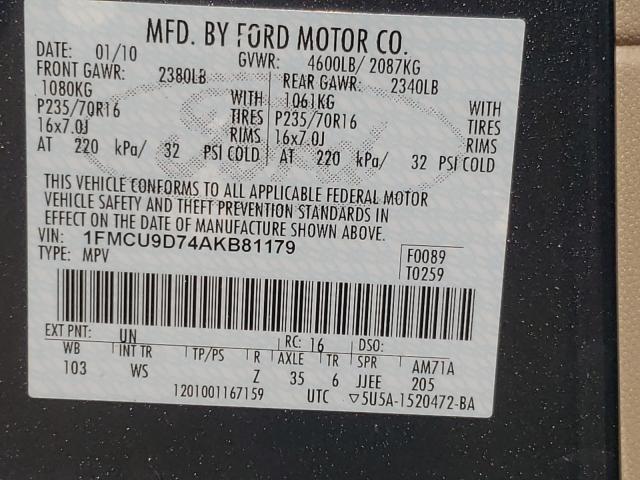 MFD. BY FORD MOTOR CO.
DATE: 01/10 GVWR: 4600LB/ 2087KG
FRONT GAWR: 2380LB REAR GAWR: 2340LB
1080KG WITH 1061KG WITH
P235/70R16 TIRES P235/70R16 TIRES
16x7.0J RIMS 16x7.0J RIMS
AT 220 kPa/ 32 PSI COLD AT 220 kPa/ 32 PSI COLD
THIS VEHICLE CONFORMS TO ALL APPLICABLE FEDERAL MOTOR
VEHICLE SAFETY AND THEFT PREVENTION STANDARDS IN
EFFECT ON THE DATE OF MANUFACTURE SHOWN ABOVE.
VIN: 1FMCU9D74AKB81179 F0089
TYPE: MPV T0259
EXT PNT: UN RC: 16 DSO:
WB INT TR TP/PS R AXLE TR SPR AM71A
103 WS Z 35 6 JJEE 205
1201001167159 UTC ▽5U5A-1520472-BA